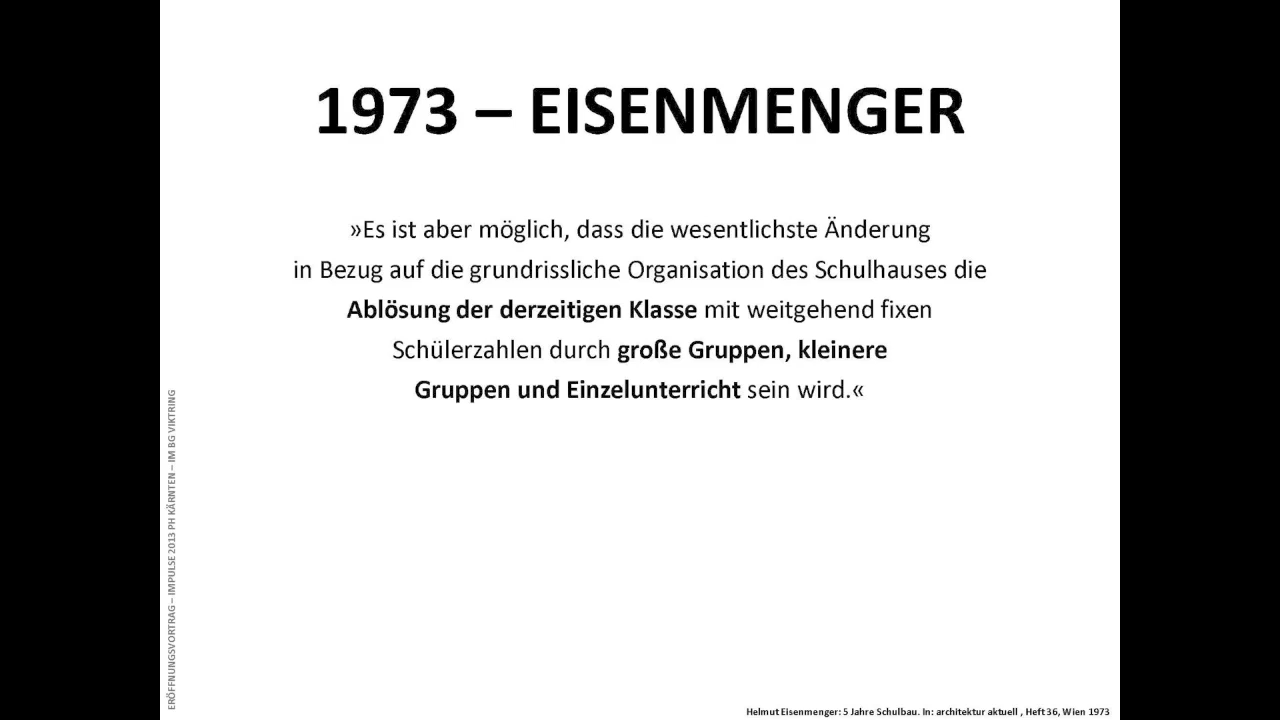 1973 – EISENMENGER
»Es ist aber möglich, dass die wesentlichste Änderung
in Bezug auf die grundrissliche Organisation des Schulhauses die
Ablösung der derzeitigen Klasse mit weitgehend fixen
Schülerzahlen durch große Gruppen, kleinere
Gruppen und Einzelunterricht sein wird.«
ERÖFFNUNGSVORTRAG – IMPULSE 2013 PH KÄRNTEN – IM BG VIKTRING
Helmut Eisenmenger: 5 Jahre Schulbau. In: architektur aktuell , Heft 36, Wien 1973